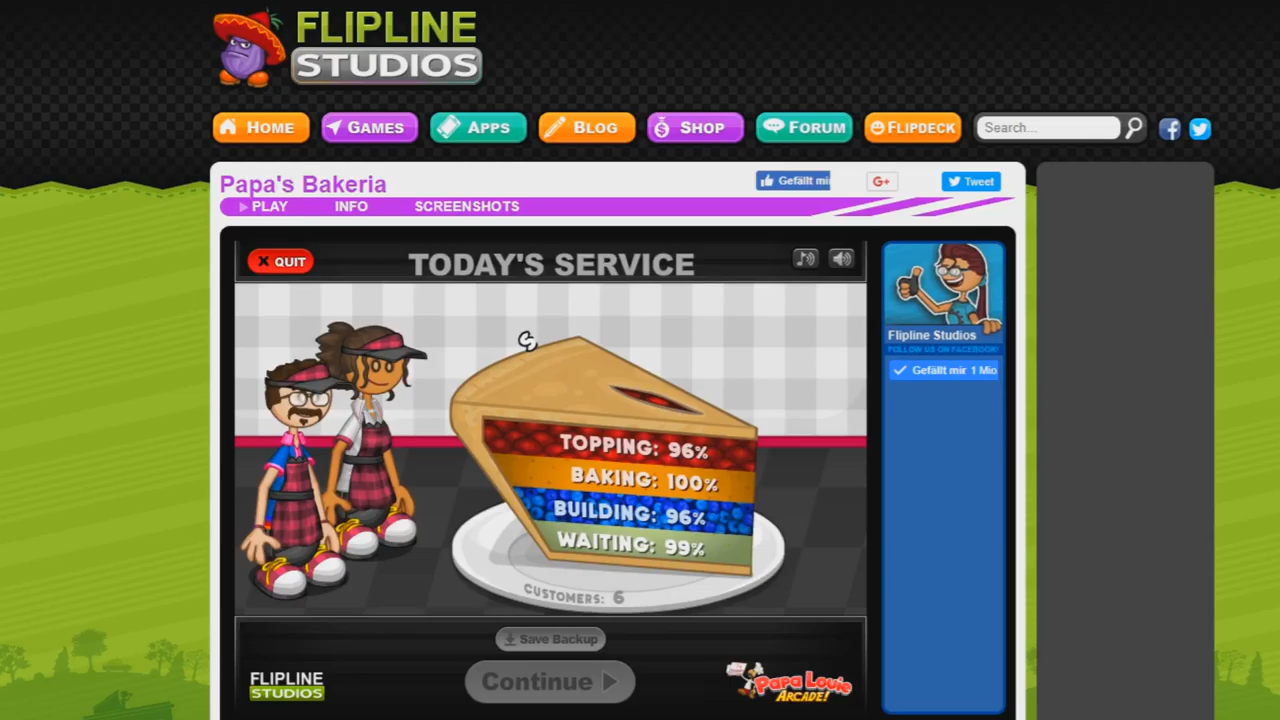 FLIPLINE
STUDIOS
HOME
GAMES
APPS
BLOG
SHOP
FORUM
FLIPDECK
Search...
Papa's Bakeria
Gefällt mi
G+
Tweet
PLAY
INFO
SCREENSHOTS
QUIT
TODAY'S SERVICE
Flipline Studios
FOLLOW US ON FACEBOOK!
Gefällt mir 1 Mio
S
TOPPING: 96%
BAKING: 100%
BUILDING: 96%
WAITING: 99%
CUSTOMERS: 6
Save Backup
Continue
FLIPLINE
STUDIOS
Papa Louie
ARCADE!